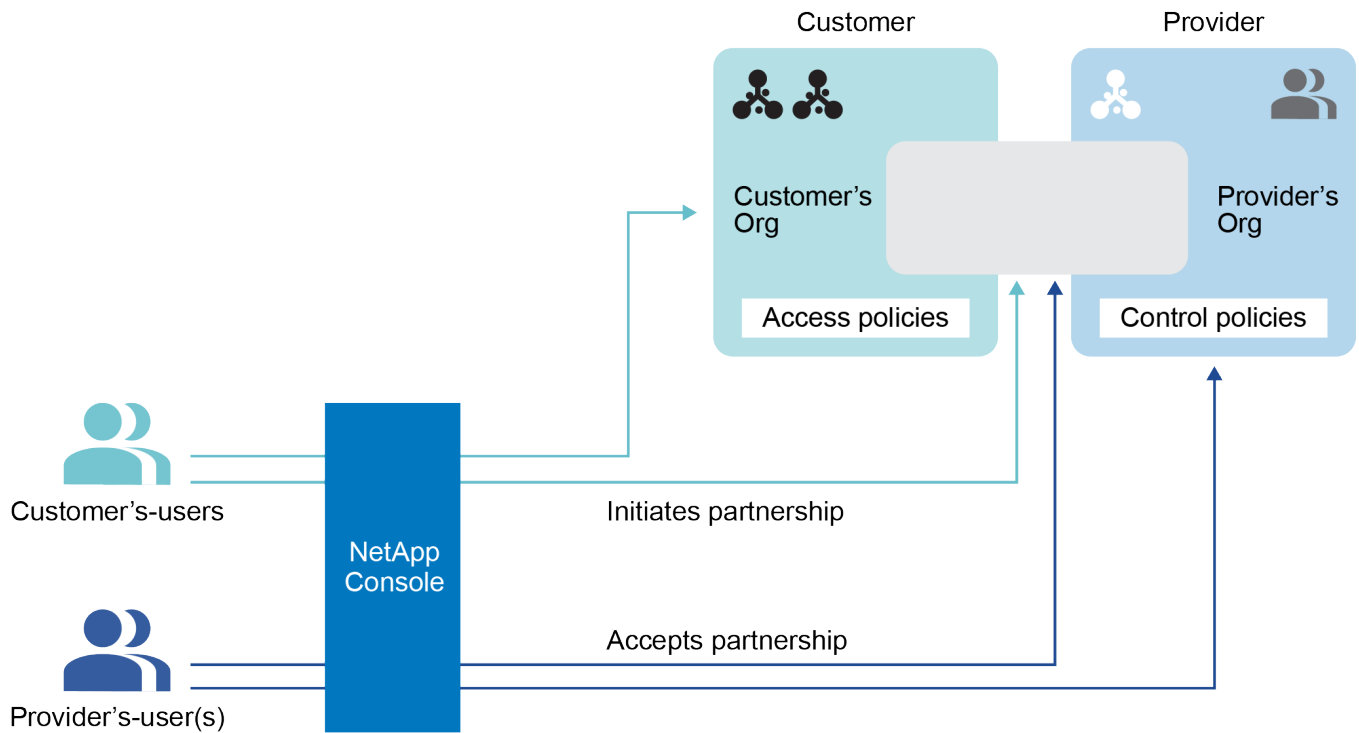 Customer
Provider
Customer’s
Org
Provider’s
Org
Access policies
Control policies
Customer’s-users
Initiates partnership
NetApp
Console
Accepts partnership
Provider’s-user(s)